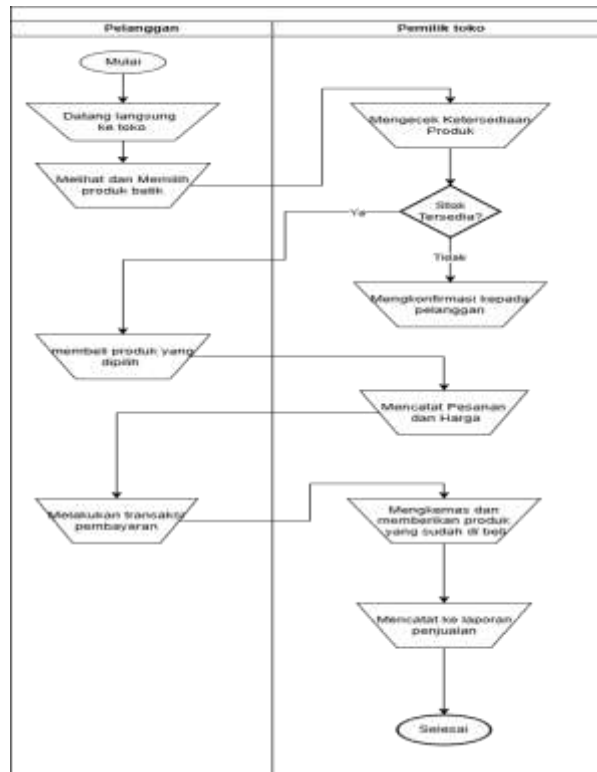 Pelanggan
Pemilik toko
Mulai
Datang langsung
ke toko
Melihat dan Memilih
produk batik
Mengecek Ketersediaan
Produk
Stok
Tersedia?
Ya
Tidak
Mengkonfirmasi kepada
pelanggan
membeli produk yang
dipilih
Mencatat Pesanan
dan Harga
Melakukan transaksi
pembayaran
Mengkemas dan
memberikan produk
yang sudah di beli
Mencatat ke laporan
penjualan
Selesai